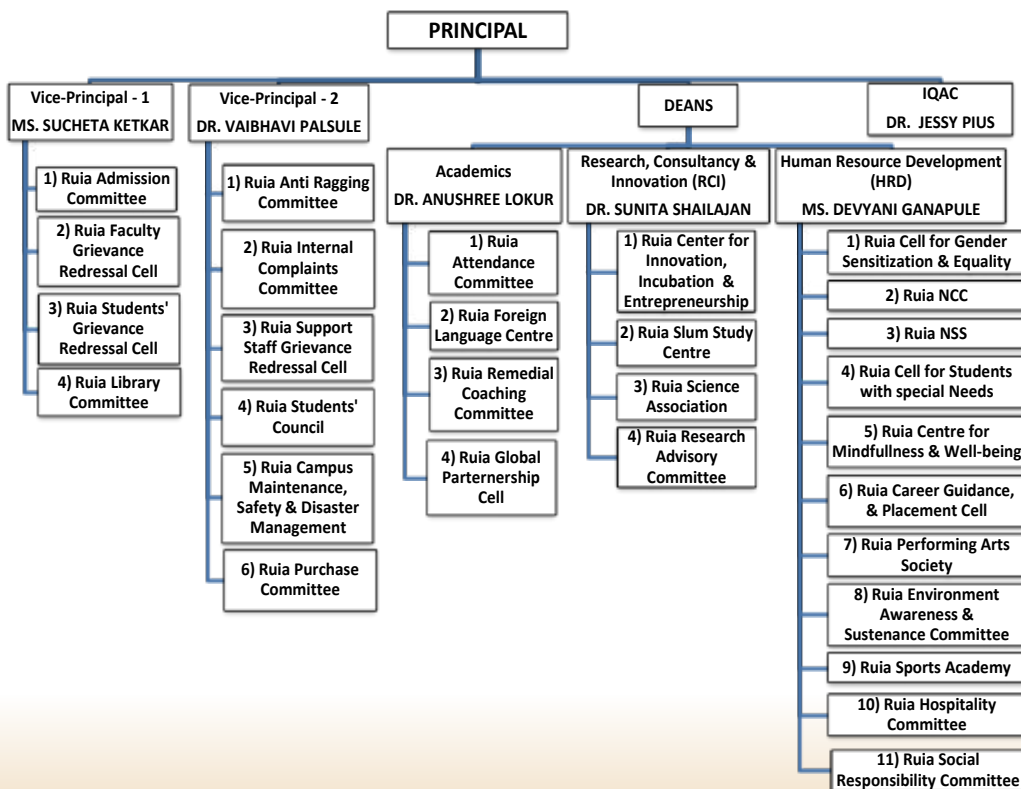 PRINCIPAL
Vice-Principal - 1
MS. SUCHETA KETKAR
1) Ruia Admission
Committee
2) Ruia Faculty
Grievance
Redressal Cell
3) Ruia Students'
Grievance
Redressal Cell
4) Ruia Library
Committee
Vice-Principal - 2
DR. VAIBHAVI PALSULE
1) Ruia Anti Ragging
Committee
2) Ruia Internal
Complaints
Committee
3) Ruia Support
Staff Grievance
Redressal Cell
4) Ruia Students'
Council
5) Ruia Campus
Maintenance,
Safety & Disaster
Management
6) Ruia Purchase
Committee
DEANS
Academics
DR. ANUSHREE LOKUR
1) Ruia
Attendance
Committee
2) Ruia Foreign
Language Centre
3) Ruia Remedial
Coaching
Committee
4) Ruia Global
Parternership
Cell
Research, Consultancy &
Innovation (RCI)
DR. SUNITA SHAILAJAN
1) Ruia Center for
Innovation,
Incubation &
Entrepreneurship
2) Ruia Slum Study
Centre
3) Ruia Science
Association
4) Ruia Research
Advisory
Committee
Human Resource Development
(HRD)
MS. DEVYANI GANAPULE
1) Ruia Cell for Gender
Sensitization & Equality
2) Ruia NCC
3) Ruia NSS
4) Ruia Cell for Students
with special Needs
5) Ruia Centre for
Mindfullness & Well-being
6) Ruia Career Guidance,
& Placement Cell
7) Ruia Performing Arts
Society
8) Ruia Environment
Awareness &
Sustenance Committee
9) Ruia Sports Academy
10) Ruia Hospitality
Committee
11) Ruia Social
Responsibility Committee
IQAC
DR. JESSY PIUS